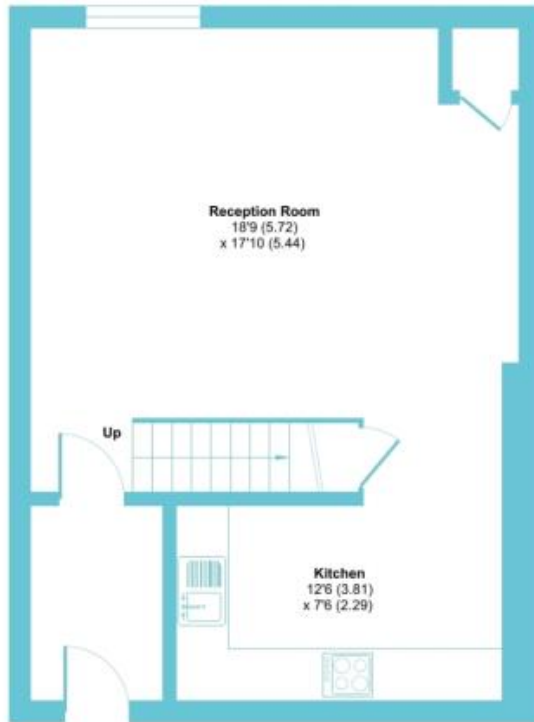 Reception Room
18'9 (5.72)
x 17'10 (5.44)
Up
Kitchen
12'6 (3.81)
x 7'6 (2.29)